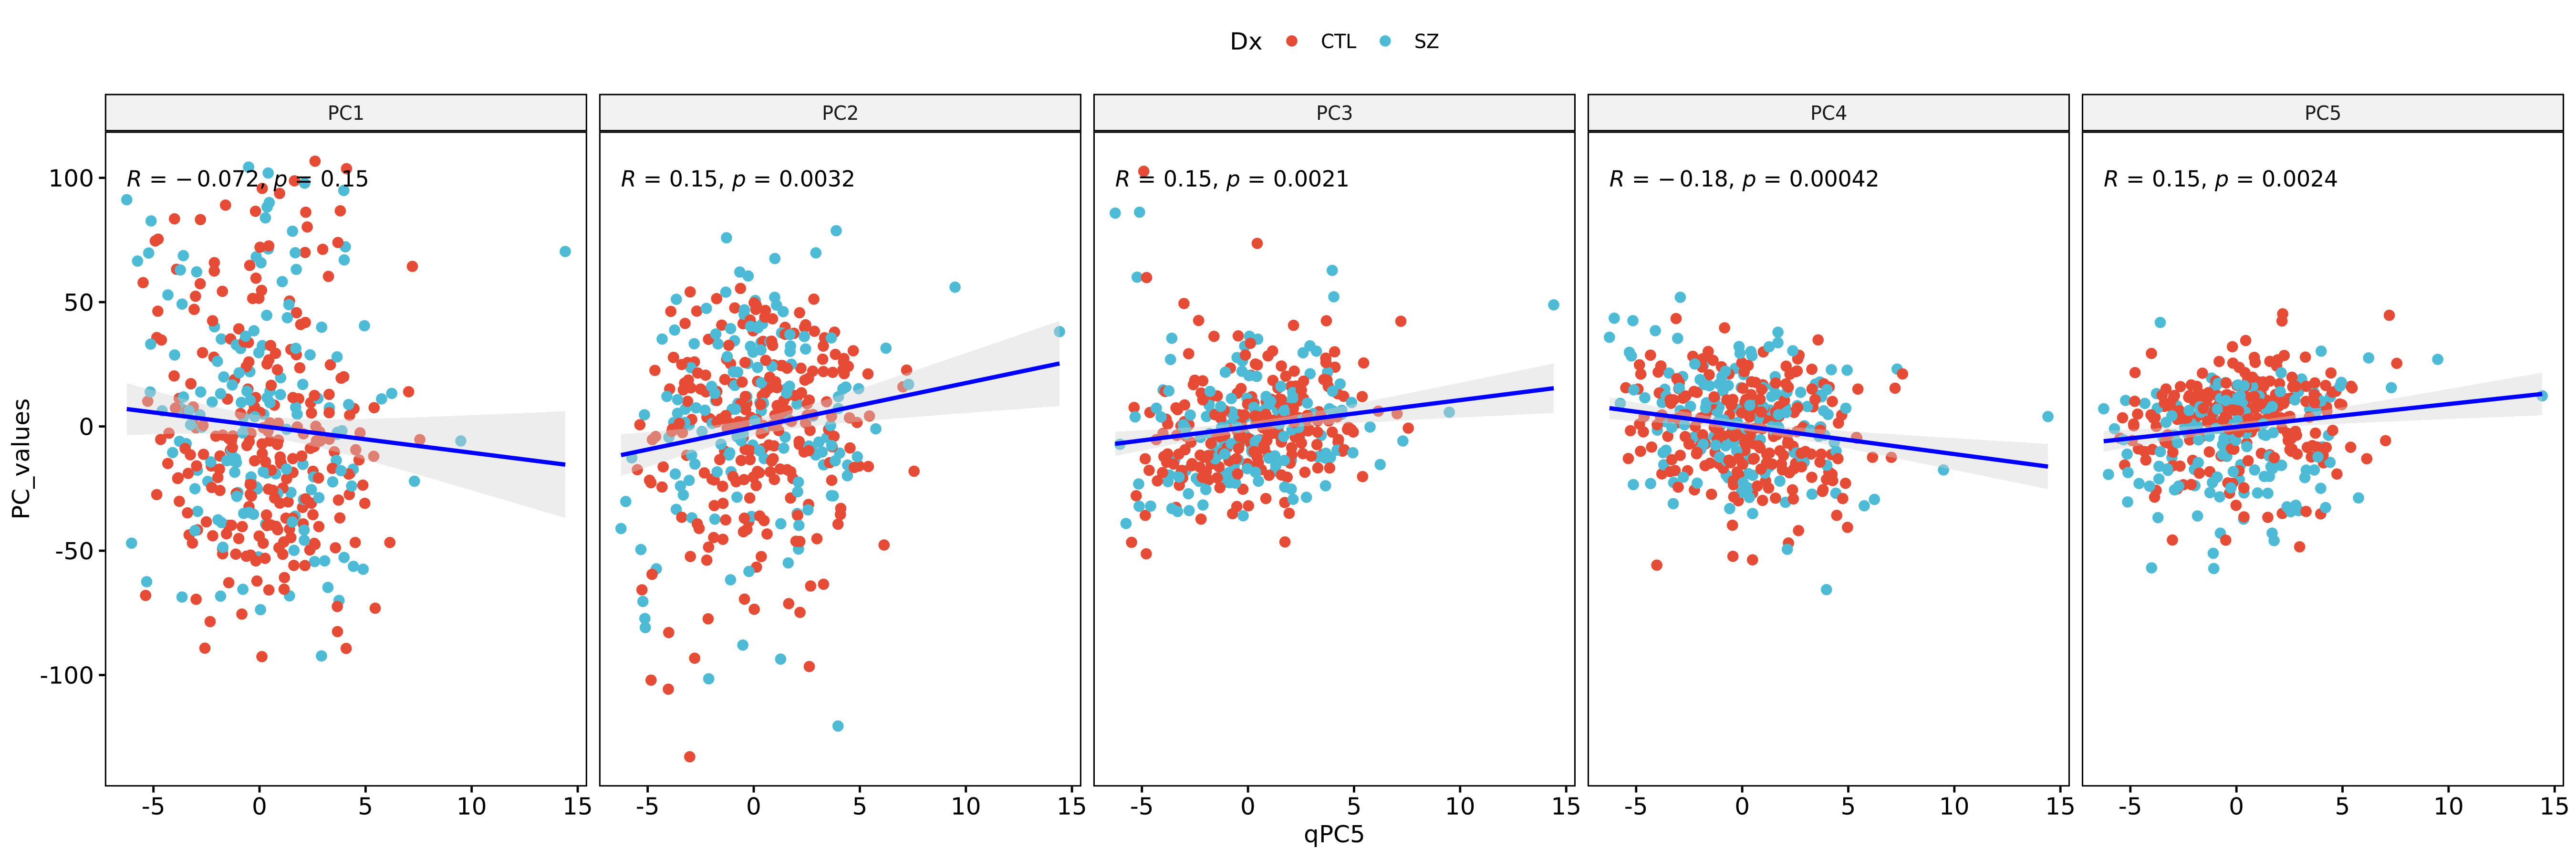 Dx CTL SZ
PC1 PC2 PC3 PC4 PC5
R = −0.072, p = 0.15 R = 0.15, p = 0.0032 R = 0.15, p = 0.0021 R = −0.18, p = 0.00042 R = 0.15, p = 0.0024
100
50
0
-50
-100
PC_values
-5 0 5 10 15 -5 0 5 10 15 -5 0 5 10 15 -5 0 5 10 15 -5 0 5 10 15
qPC5